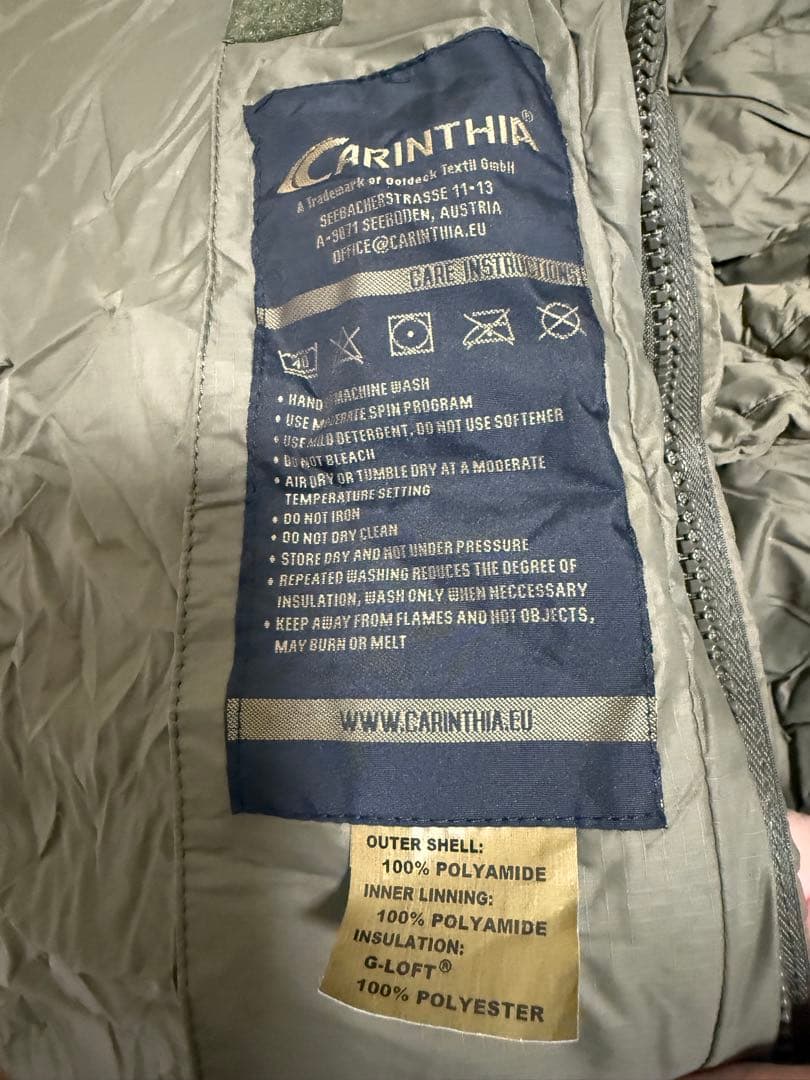 CARINTHIA®
A Trademark of Goldeck Textil GmbH
SEEBACHERSTRASSE 11-13
A-9871 SEEBODEN, AUSTRIA
OFFICE@CARINTHIA.EU
CARE INSTRUCTIONS
40
• HAND MACHINE WASH
• USE MODERATE SPIN PROGRAM
• USE MILD DETERGENT, DO NOT USE SOFTENER
• DO NOT BLEACH
• AIR DRY OR TUMBLE DRY AT A MODERATE
TEMPERATURE SETTING
• DO NOT IRON
• DO NOT DRY CLEAN
• STORE DRY AND NOT UNDER PRESSURE
• REPEATED WASHING REDUCES THE DEGREE OF
INSULATION, WASH ONLY WHEN NECCESSARY
• KEEP AWAY FROM FLAMES AND HOT OBJECTS,
MAY BURN OR MELT
WWW.CARINTHIA.EU
OUTER SHELL:
100% POLYAMIDE
INNER LINNING:
100% POLYAMIDE
INSULATION:
G-LOFT®
100% POLYESTER